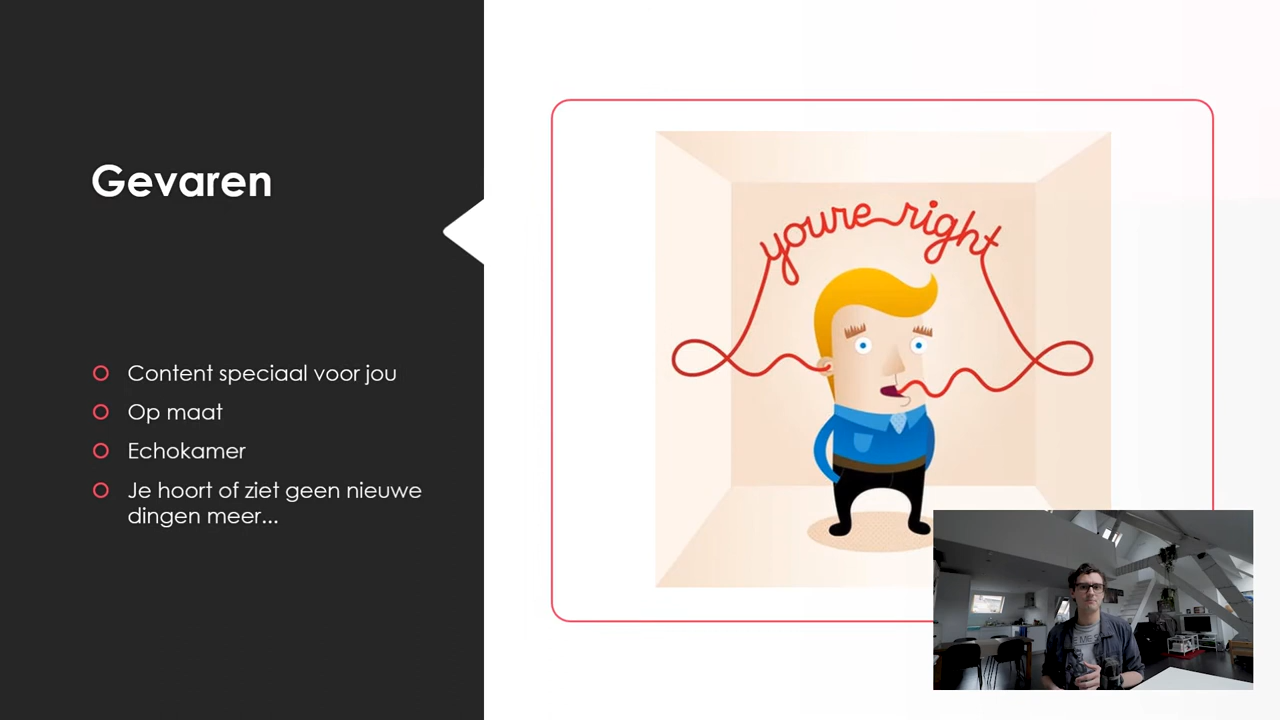 Gevaren
Content speciaal voor jou
Op maat
Echokamer
Je hoort of ziet geen nieuwe
dingen meer...
youre right